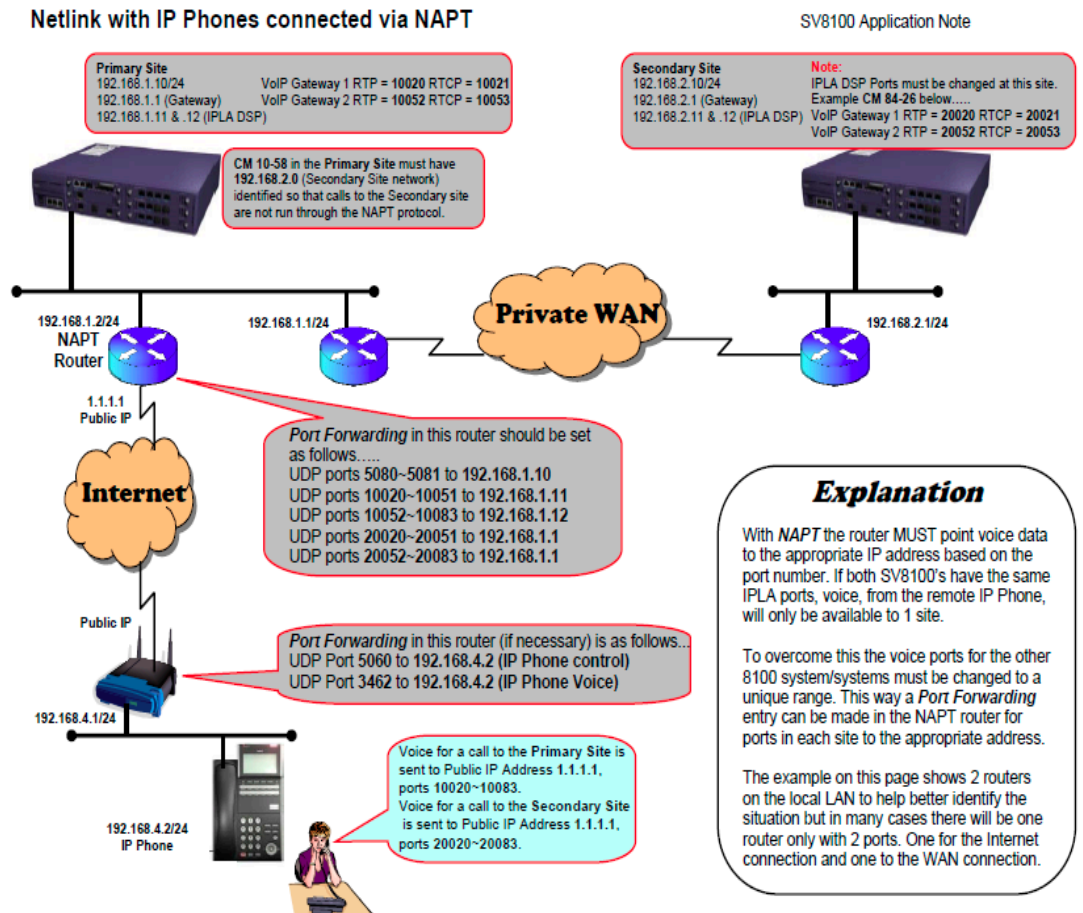 Netlink with IP Phones connected via NAPT
SV8100 Application Note
Primary Site
192.168.1.10/24 VoIP Gateway 1 RTP = 10020 RTCP = 10021
192.168.1.1 (Gateway) VoIP Gateway 2 RTP = 10052 RTCP = 10053
192.168.1.11 & .12 (IPLA DSP)
Secondary Site
192.168.2.10/24
192.168.2.1 (Gateway)
192.168.2.11 & .12 (IPLA DSP)
Note:
IPLA DSP Ports must be changed at this site.
Example CM 84-26 below.....
VoIP Gateway 1 RTP = 20020 RTCP = 20021
VoIP Gateway 2 RTP = 20052 RTCP = 20053
CM 10-58 in the Primary Site must have
192.168.2.0 (Secondary Site network)
identified so that calls to the Secondary site
are not run through the NAPT protocol.
192.168.1.2/24
NAPT
Router
192.168.1.1/24
Private WAN
192.168.2.1/24
1.1.1.1
Public IP
Internet
Port Forwarding in this router should be set
as follows.....
UDP ports 5080~5081 to 192.168.1.10
UDP ports 10020~10051 to 192.168.1.11
UDP ports 10052~10083 to 192.168.1.12
UDP ports 20020~20051 to 192.168.1.1
UDP ports 20052~20083 to 192.168.1.1
Public IP
Port Forwarding in this router (if necessary) is as follows...
UDP Port 5060 to 192.168.4.2 (IP Phone control)
UDP Port 3462 to 192.168.4.2 (IP Phone Voice)
192.168.4.1/24
192.168.4.2/24
IP Phone
Voice for a call to the Primary Site is
sent to Public IP Address 1.1.1.1,
ports 10020~10083.
Voice for a call to the Secondary Site
is sent to Public IP Address 1.1.1.1,
ports 20020~20083.
Explanation
With NAPT the router MUST point voice data
to the appropriate IP address based on the
port number. If both SV8100's have the same
IPLA ports, voice, from the remote IP Phone,
will only be available to 1 site.
To overcome this the voice ports for the other
8100 system/systems must be changed to a
unique range. This way a Port Forwarding
entry can be made in the NAPT router for
ports in each site to the appropriate address.
The example on this page shows 2 routers
on the local LAN to help better identify the
situation but in many cases there will be one
router only with 2 ports. One for the Internet
connection and one to the WAN connection.